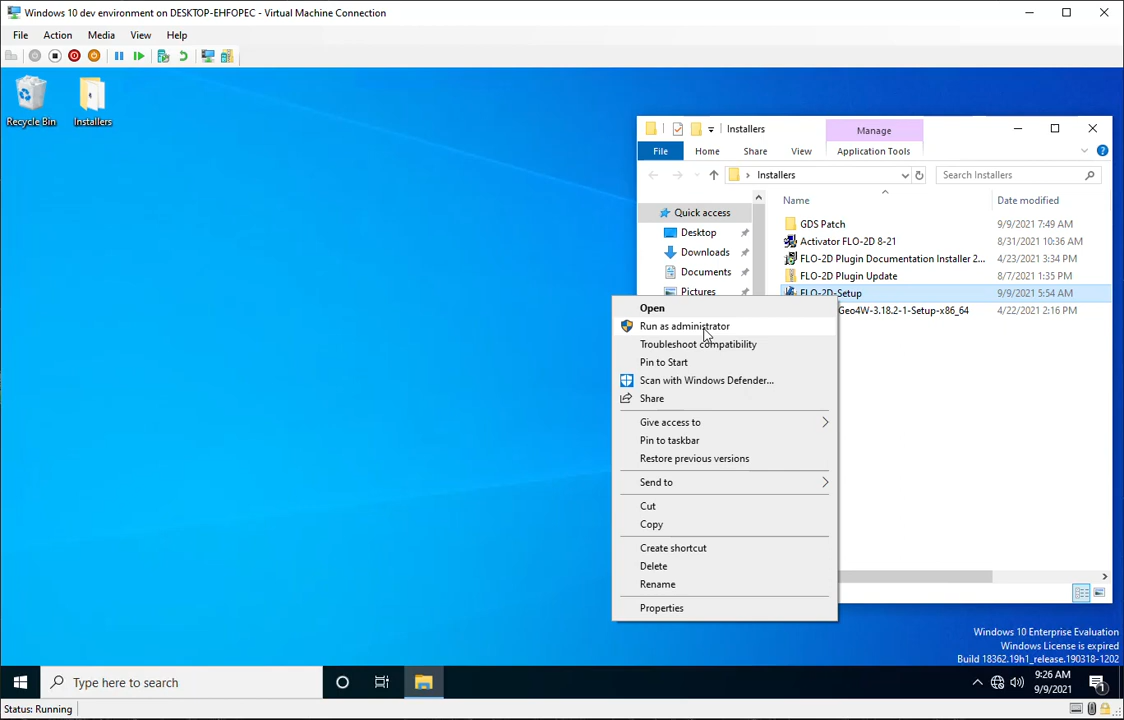 Windows 10 dev environment on DESKTOP-EHFOPEC - Virtual Machine Connection
File Action Media View Help
Recycle Bin
Installers
Installers
Manage
File Home Share View Application Tools
Installers
Search Installers
Name Date modified
Quick access
Desktop
Downloads
Documents
Pictures
GDS Patch 9/9/2021 7:49 AM
Activator FLO-2D 8-21 8/31/2021 10:36 AM
FLO-2D Plugin Documentation Installer 2... 4/23/2021 3:34 PM
FLO-2D Plugin Update 8/7/2021 1:35 PM
FLO-2D-Setup 9/9/2021 5:54 AM
Geo4W-3.18.2-1-Setup-x86_64 4/22/2021 2:16 PM
Open
Run as administrator
Troubleshoot compatibility
Pin to Start
Scan with Windows Defender...
Share
Give access to
Pin to taskbar
Restore previous versions
Send to
Cut
Copy
Create shortcut
Delete
Rename
Properties
Windows 10 Enterprise Evaluation
Windows License is expired
Build 18362.19h1_release.190318-1202
Type here to search
9:26 AM
9/9/2021
1
Status: Running